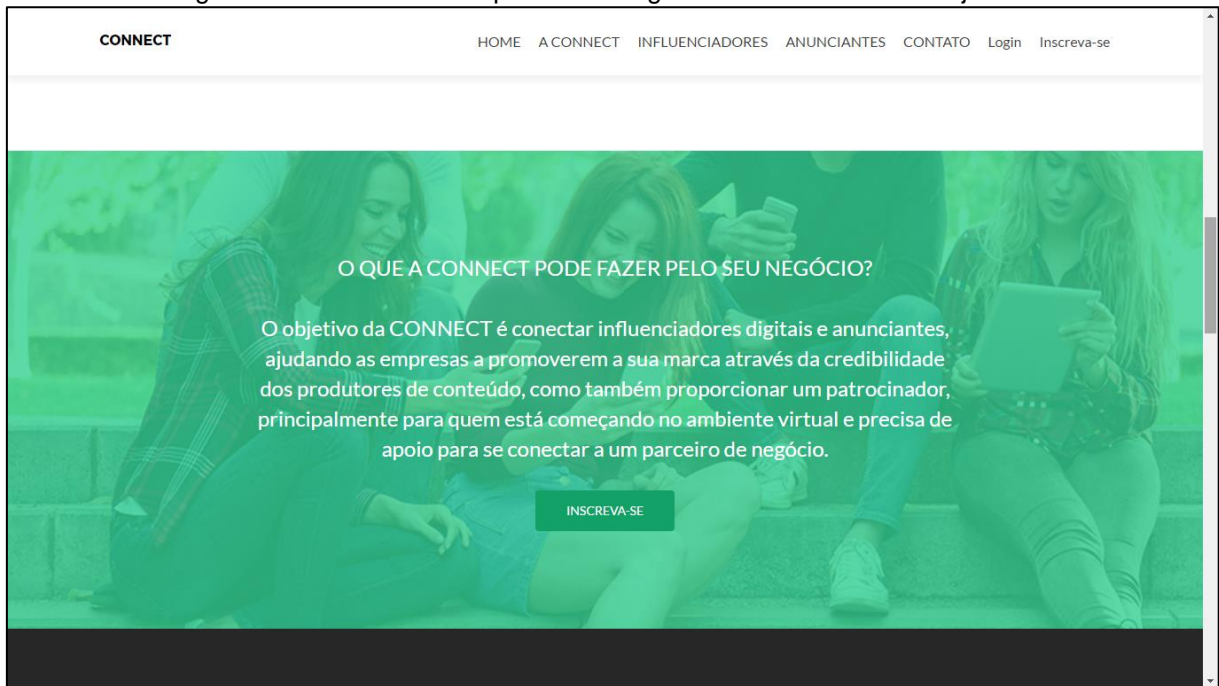 CONNECT
HOME A CONNECT INFLUENCIADORES ANUNCIANTES CONTATO Login Inscreva-se
O QUE A CONNECT PODE FAZER PELO SEU NEGÓCIO?
O objetivo da CONNECT é conectar influenciadores digitais e anunciantes,
ajudando as empresas a promoverem a sua marca através da credibilidade
dos produtores de conteúdo, como também proporcionar um patrocinador,
principalmente para quem está começando no ambiente virtual e precisa de
apoio para se conectar a um parceiro de negócio.
INSCREVA-SE